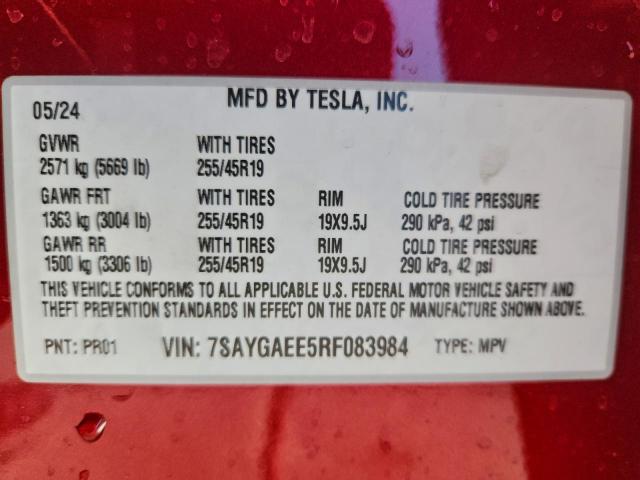 05/24 MFD BY TESLA, INC.
GVWR WITH TIRES
2571 kg (5669 lb) 255/45R19
GAWR FRT WITH TIRES RIM COLD TIRE PRESSURE
1363 kg (3004 lb) 255/45R19 19X9.5J 290 kPa, 42 psi
GAWR RR WITH TIRES RIM COLD TIRE PRESSURE
1500 kg (3306 lb) 255/45R19 19X9.5J 290 kPa, 42 psi
THIS VEHICLE CONFORMS TO ALL APPLICABLE U.S. FEDERAL MOTOR VEHICLE SAFETY AND
THEFT PREVENTION STANDARDS IN EFFECT ON THE DATE OF MANUFACTURE SHOWN ABOVE.
PNT: PR01 VIN: 7SAYGAEE5RF083984 TYPE: MPV